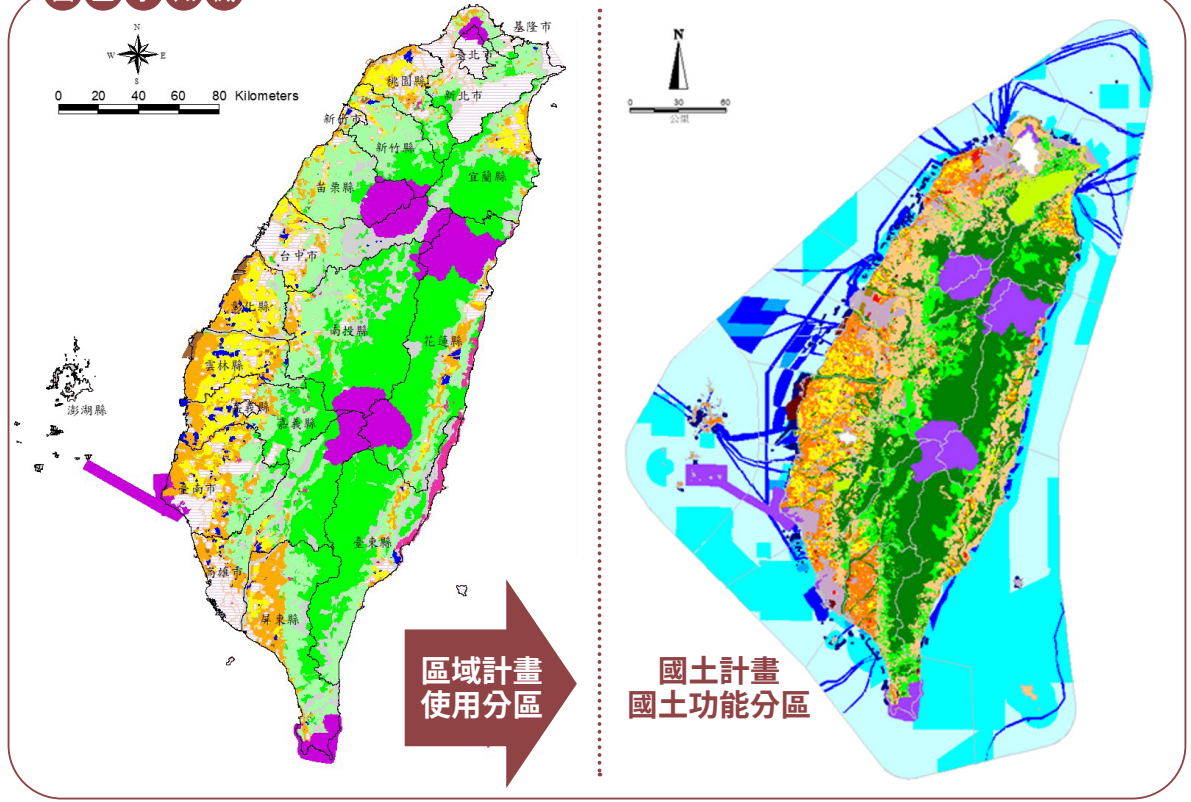 N
W
E
S
0 20 40 60 80 Kilometers
基隆市
臺北市
桃園縣
新北市
新竹市
新竹縣
宜蘭縣
苗栗縣
台中市
彰化縣
南投縣
花蓮縣
雲林縣
澎湖縣
嘉義縣
嘉義縣
臺南市
臺東縣
高雄市
屏東縣
區域計畫
使用分區
N
0 30 60
公里
國土計畫
國土功能分區